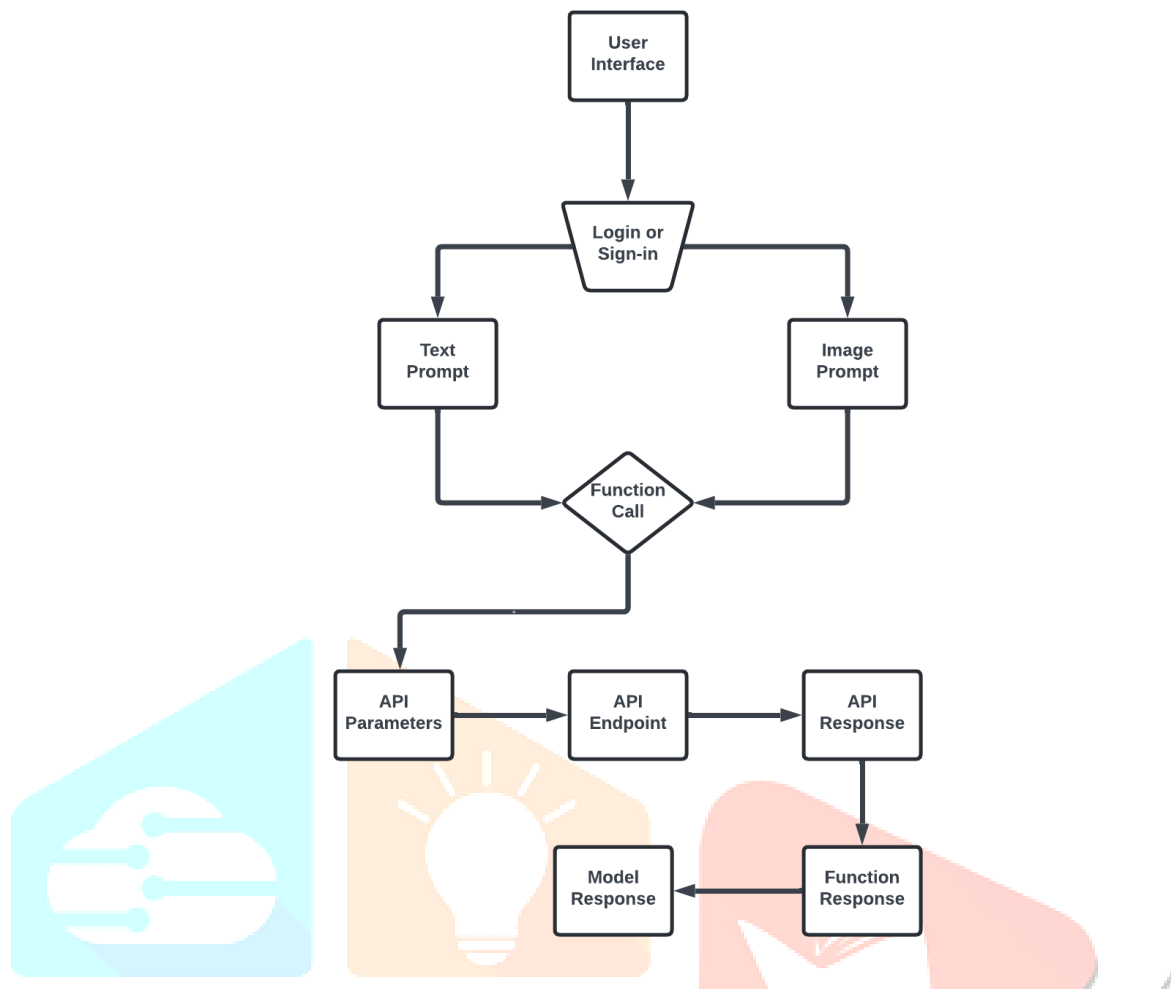 User
Interface
Login or
Sign-in
Text
Prompt
Image
Prompt
Function
Call
API
Parameters
API
Endpoint
API
Response
Model
Response
Function
Response